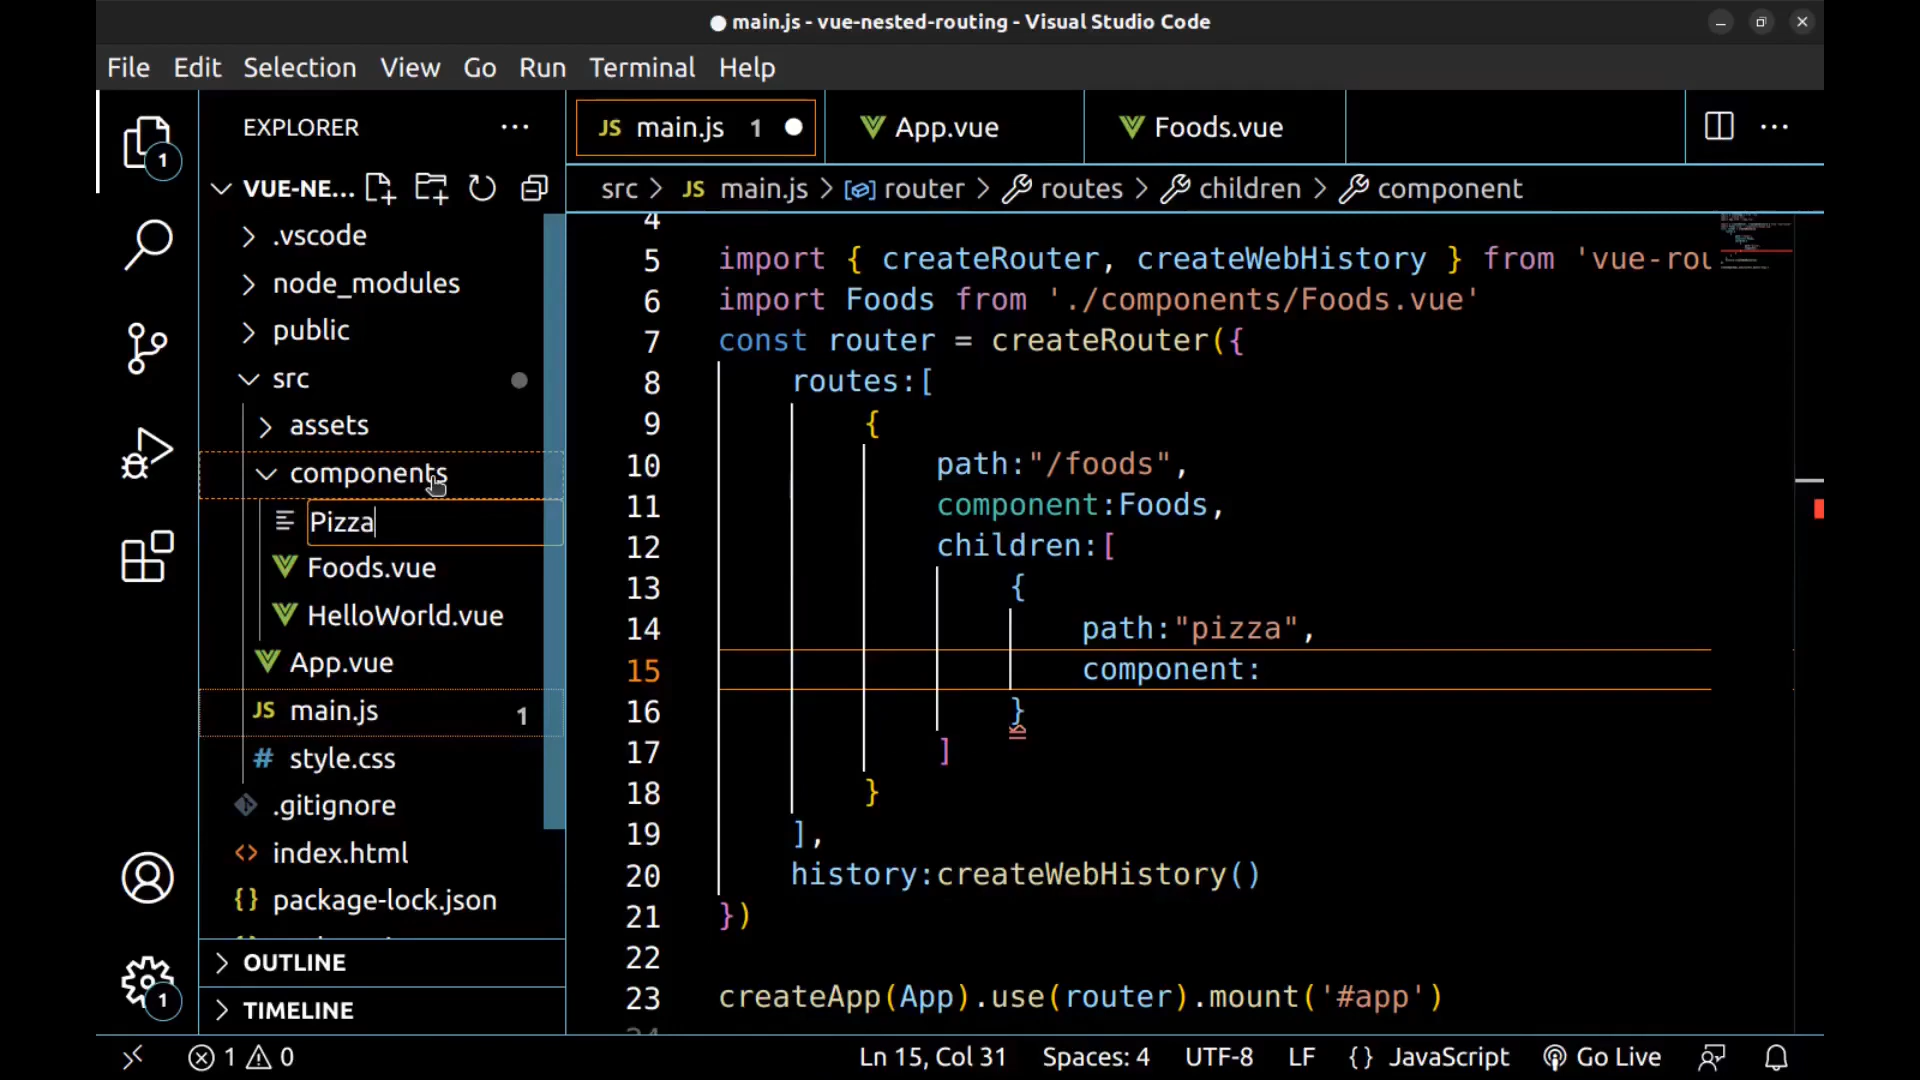 main.js - vue-nested-routing - Visual Studio Code
File Edit Selection View Go Run Terminal Help
EXPLORER
JS main.js 1
App.vue
Foods.vue
1
VUE-NE...
src > JS main.js > router > routes > children > component
.vscode
node_modules
public
src
assets
components
Pizza
Foods.vue
HelloWorld.vue
App.vue
JS main.js 1
# style.css
.gitignore
<> index.html
{} package-lock.json
OUTLINE
TIMELINE
1
4
5 import { createRouter, createWebHistory } from 'vue-rou
6 import Foods from './components/Foods.vue'
7 const router = createRouter({
8 routes:[
9 {
10 path:"/foods",
11 component:Foods,
12 children:[
13 {
14 path:"pizza",
15 component:
16 }
17 ]
18 }
19 ],
20 history:createWebHistory()
21 })
22
23 createApp(App).use(router).mount('#app')
24
1 0 Ln 15, Col 31 Spaces: 4 UTF-8 LF {} JavaScript Go Live